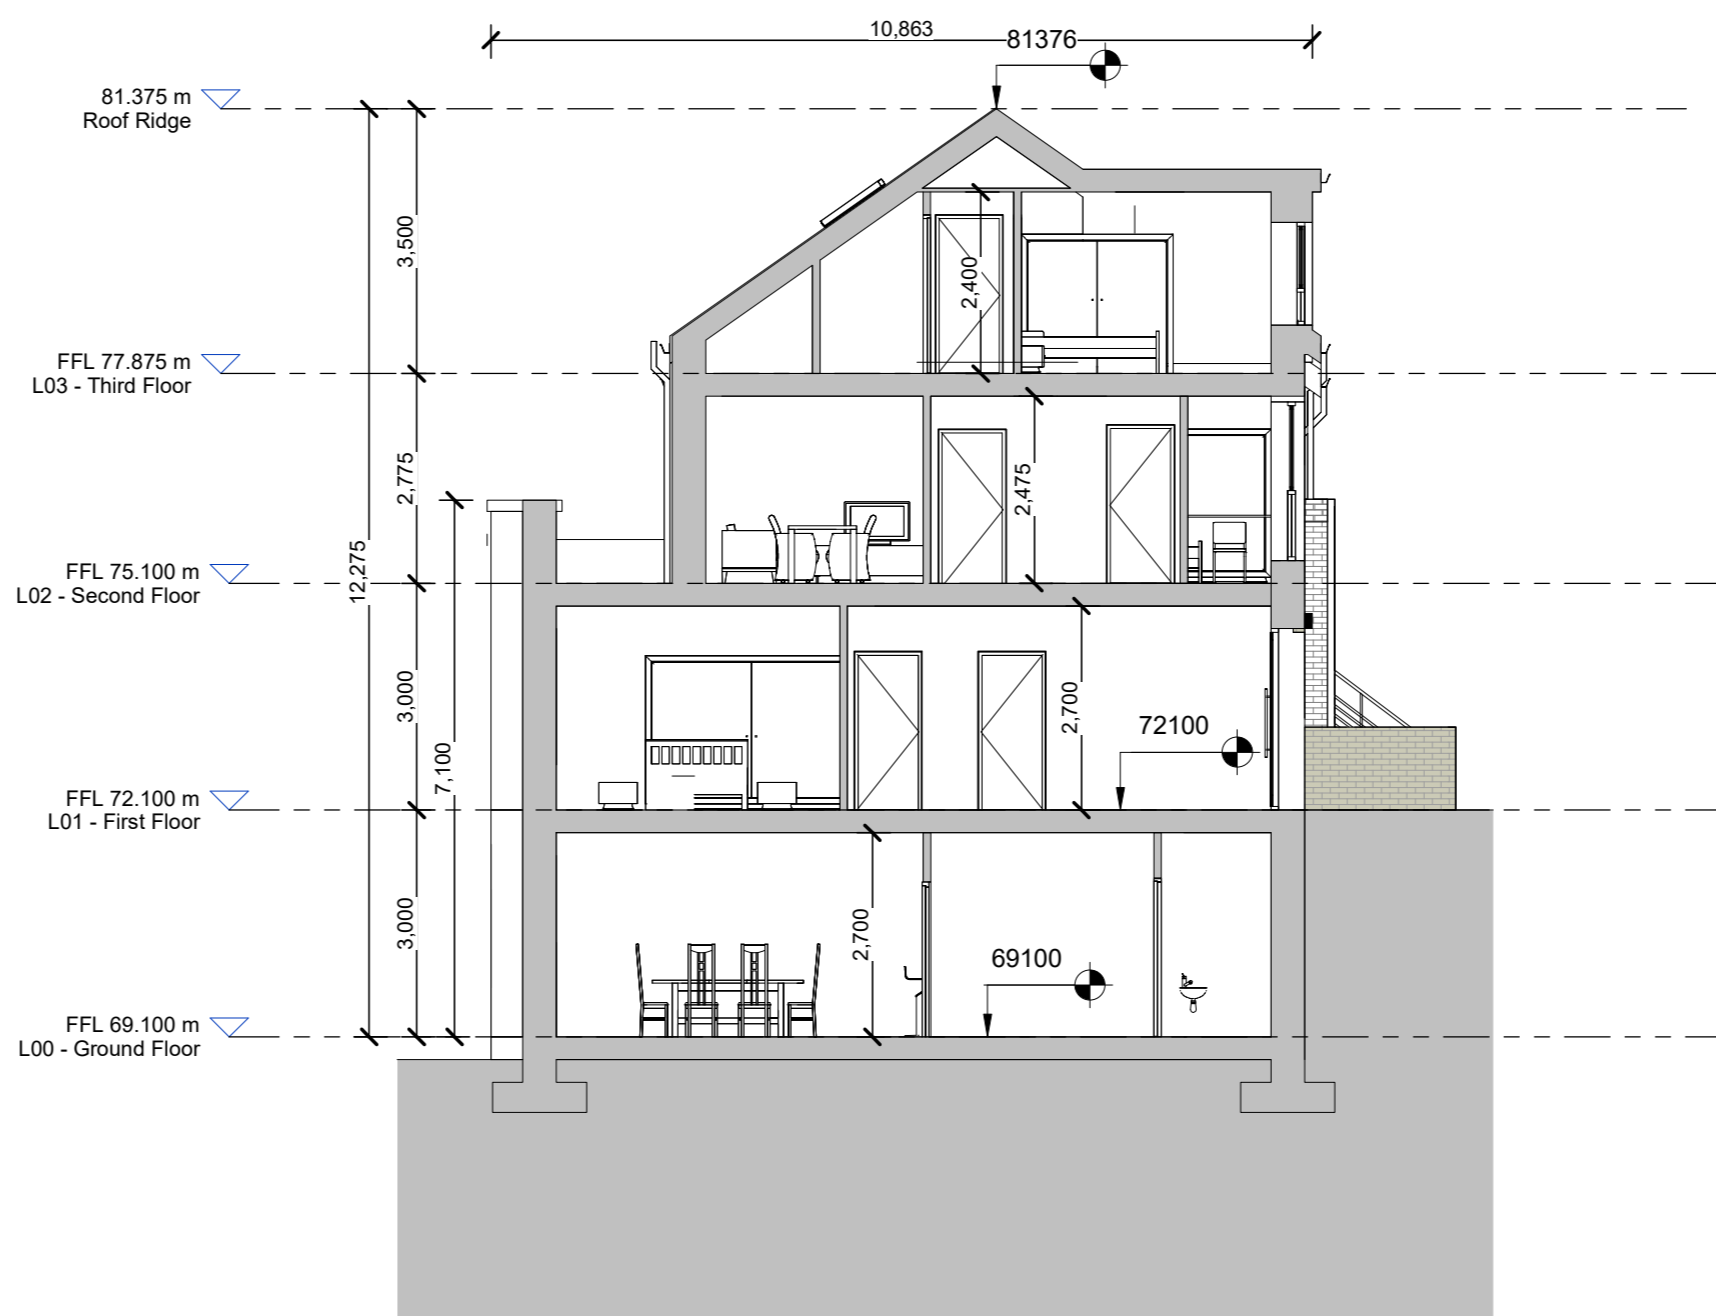 10,863
81376
81.375 m
Roof Ridge
3,500
2,400
FFL 77.875 m
L03 - Third Floor
2,775
2,475
12,275
FFL 75.100 m
L02 - Second Floor
3,000
7,100
2,700
72100
FFL 72.100 m
L01 - First Floor
3,000
2,700
69100
FFL 69.100 m
L00 - Ground Floor